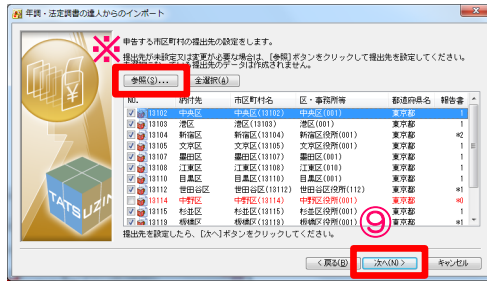 年調・法定調書の達人からのインポート
申告する市区町村の提出先の設定をします。
※
提出先が未設定又は変更が必要な場合は、[参照]ボタンをクリックして提出先を設定してください。
提出先のデータは作成されません。
参照(S)... 全選択(A)
NO. 納付先 市区町村名 区・事務所等 都道府県名 報告書
13102 中央区 中央区(13102) 中央区(001) 東京都 1
13103 港区 港区(13103) 港区(001) 東京都 1
13104 新宿区 新宿区(13104) 新宿区役所(001) 東京都 *2
13105 文京区 文京区(13105) 文京区役所(001) 東京都 1
13107 墨田区 墨田区(13107) 墨田区(001) 東京都 1
13108 江東区 江東区(13108) 江東区(001) 東京都 1
13110 目黒区 目黒区(13110) 目黒区(001) 東京都 1
13112 世田谷区 世田谷区(13112) 世田谷区役所(112) 東京都 *1
13114 中野区 中野区(13114) 中野区役所(001) 東京都 *0
13115 杉並区 杉並区(13115) 杉並区役所(001) 東京都 *1
13119 板橋区 板橋区(13119) 板橋区役所(001) 東京都 *1
提出先を設定したら、[次へ]ボタンをクリックしてください。
⑨
< 戻る(B) 次へ(N) > キャンセル
TATSUZIN